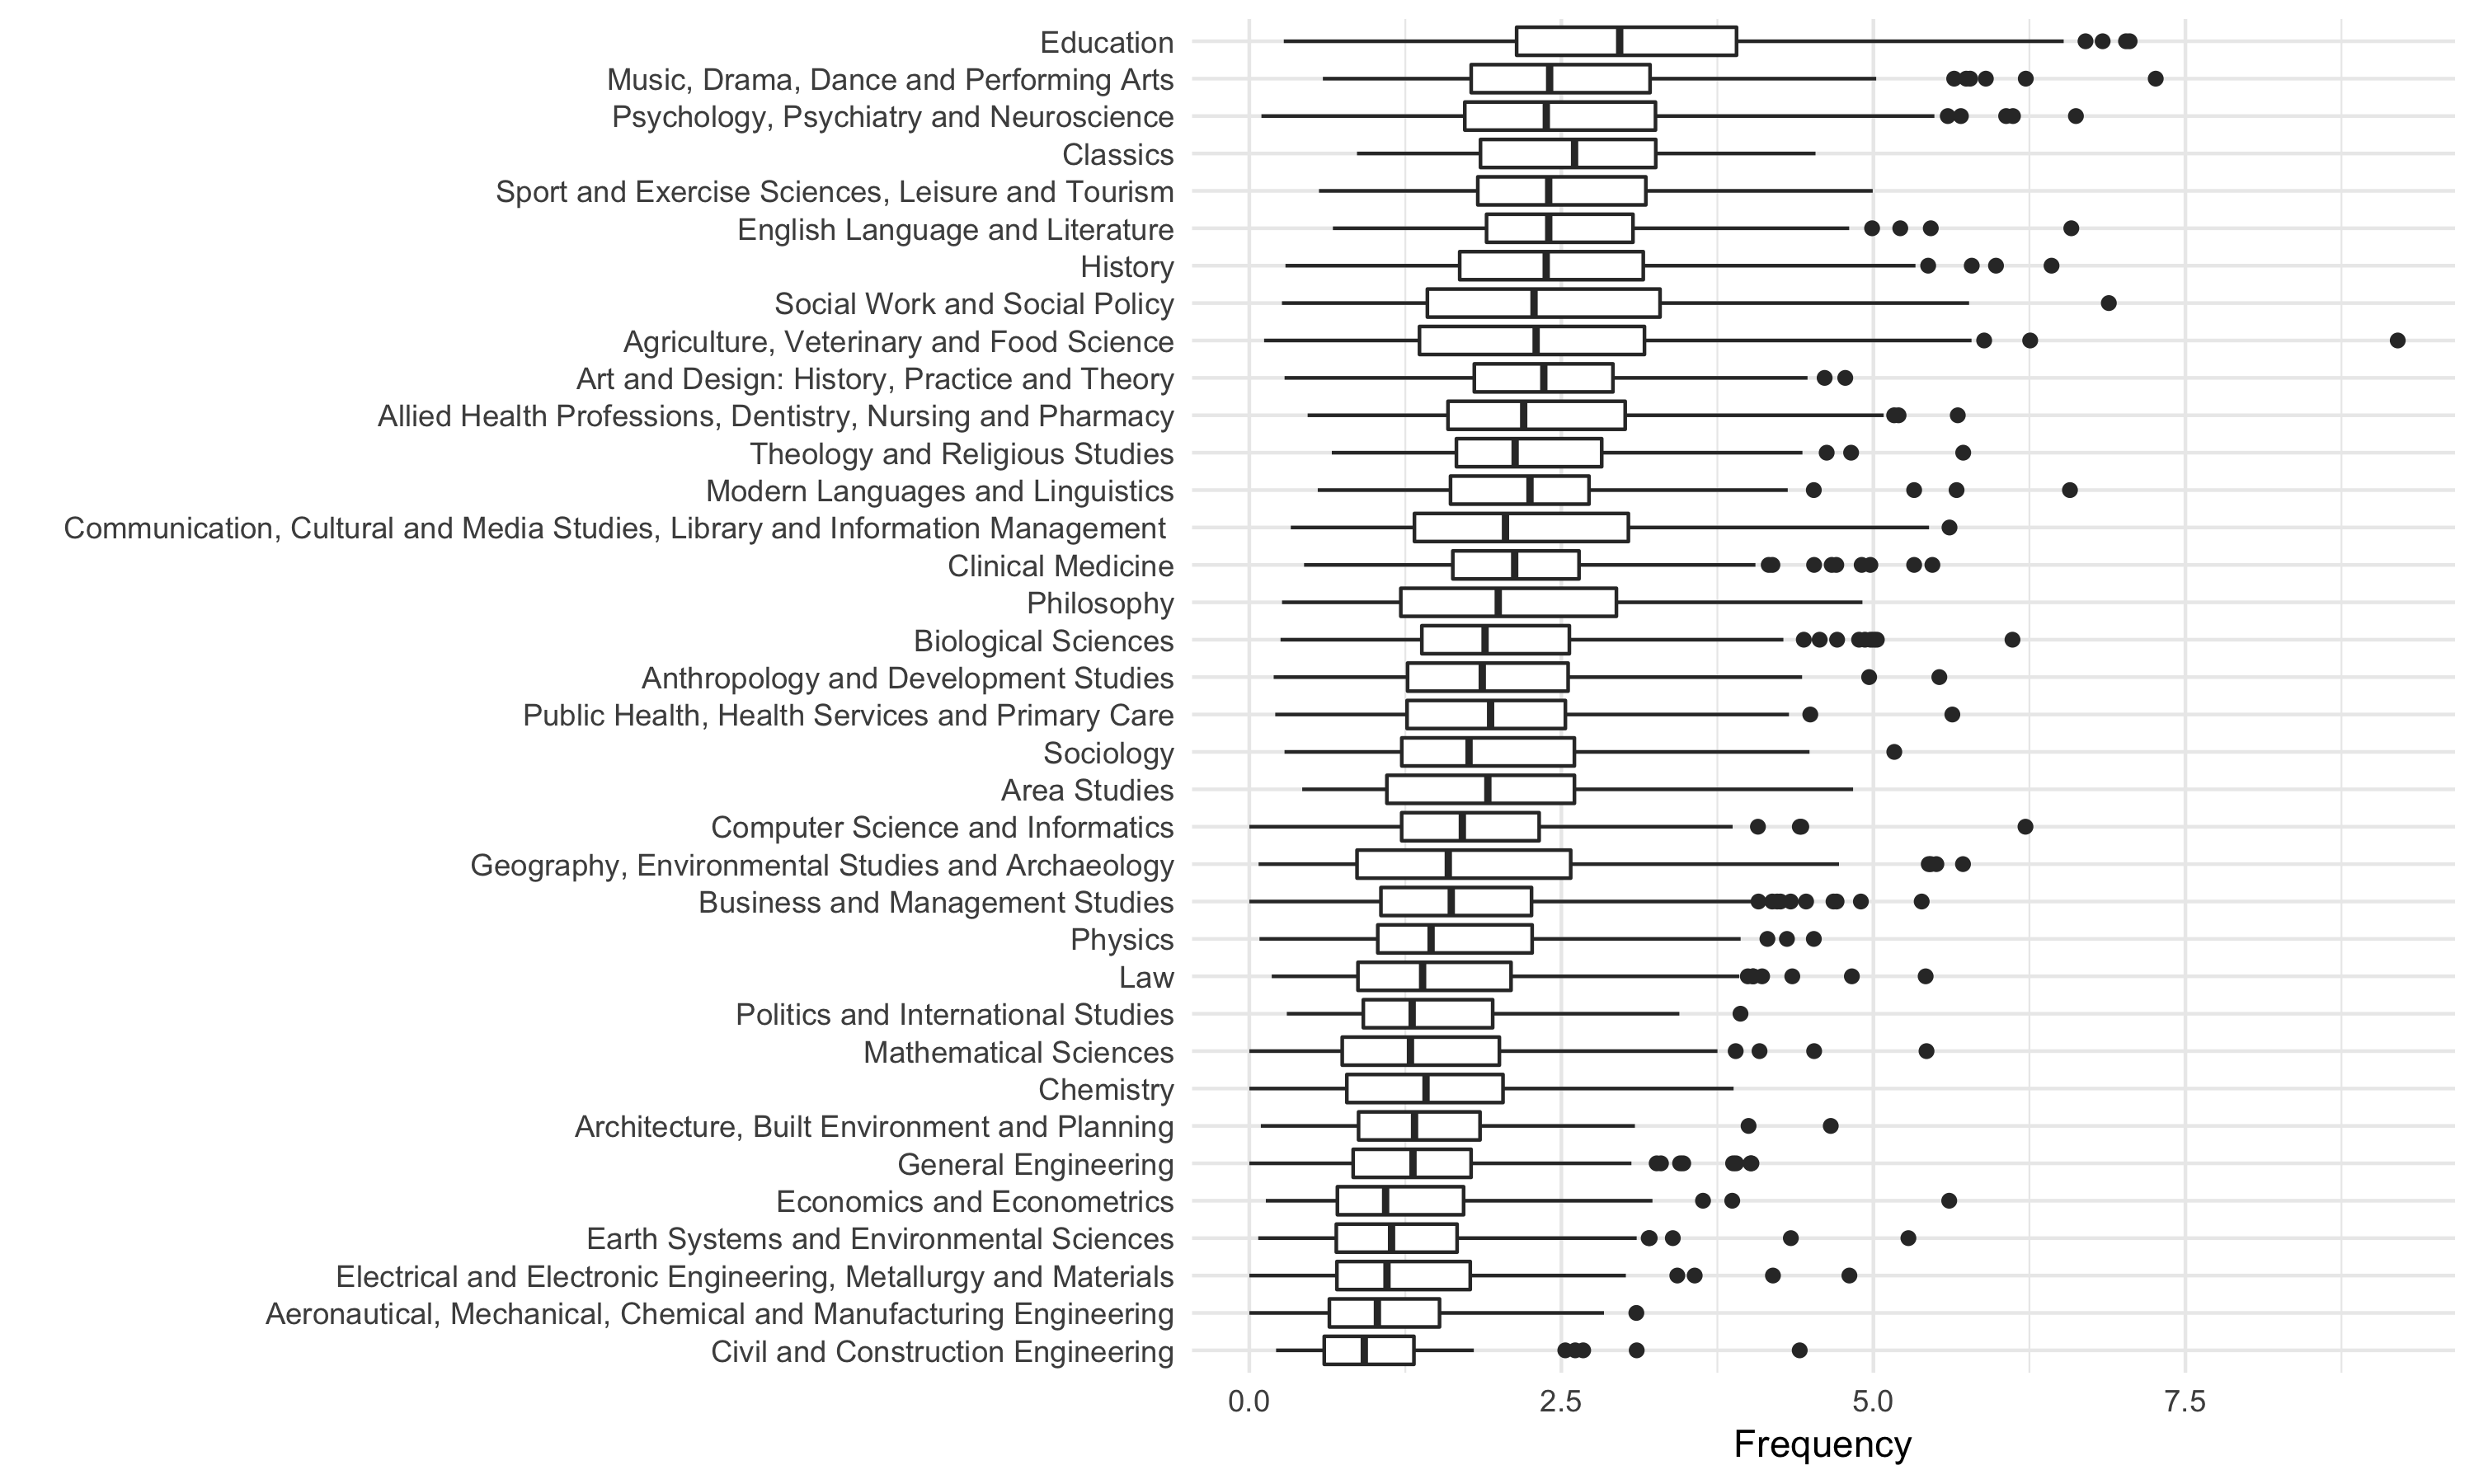 Education
Music, Drama, Dance and Performing Arts
Psychology, Psychiatry and Neuroscience
Classics
Sport and Exercise Sciences, Leisure and Tourism
English Language and Literature
History
Social Work and Social Policy
Agriculture, Veterinary and Food Science
Art and Design: History, Practice and Theory
Allied Health Professions, Dentistry, Nursing and Pharmacy
Theology and Religious Studies
Modern Languages and Linguistics
Communication, Cultural and Media Studies, Library and Information Management
Clinical Medicine
Philosophy
Biological Sciences
Anthropology and Development Studies
Public Health, Health Services and Primary Care
Sociology
Area Studies
Computer Science and Informatics
Geography, Environmental Studies and Archaeology
Business and Management Studies
Physics
Law
Politics and International Studies
Mathematical Sciences
Chemistry
Architecture, Built Environment and Planning
General Engineering
Economics and Econometrics
Earth Systems and Environmental Sciences
Electrical and Electronic Engineering, Metallurgy and Materials
Aeronautical, Mechanical, Chemical and Manufacturing Engineering
Civil and Construction Engineering
0.0 2.5 5.0 7.5
Frequency